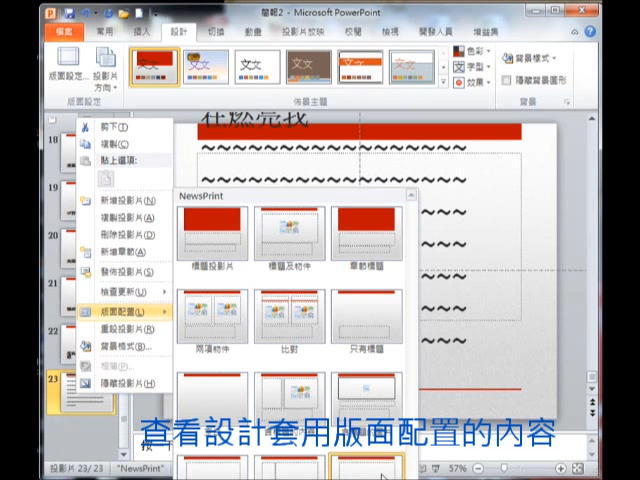 簡報2 - Microsoft PowerPoint
檔案 常用 插入 設計 切換 動畫 投影片放映 校閱 檢視 開發人員 增益集
版面設定... 投影片方向
文文 文文 文文 文文 文文 文文
色彩
字型
效果
背景樣式
隱藏背景圖形
版面設定 佈景主題 背景
在燃亮我
18
19
20
21
22
23
剪下(T)
複製(C)
貼上選項:
新增投影片(N)
複製投影片(A)
刪除投影片(D)
新增章節(A)
發佈投影片(S)
檢查更新(U)
版面配置(L)
重設投影片(R)
背景格式(B)...
相簿(P)...
隱藏投影片(H)
NewsPrint
標題投影片 標題及物件 章節標題
兩項物件 比對 只有標題
~~~~~~~~~~~~~~~~~
~~~~~~~~~~~~~~~~~
~~~
~~~
~~~
~~~
~~~
查看設計套用版面配置的內容
按一下
投影片 23/ 23 "NewsPrint" 57%